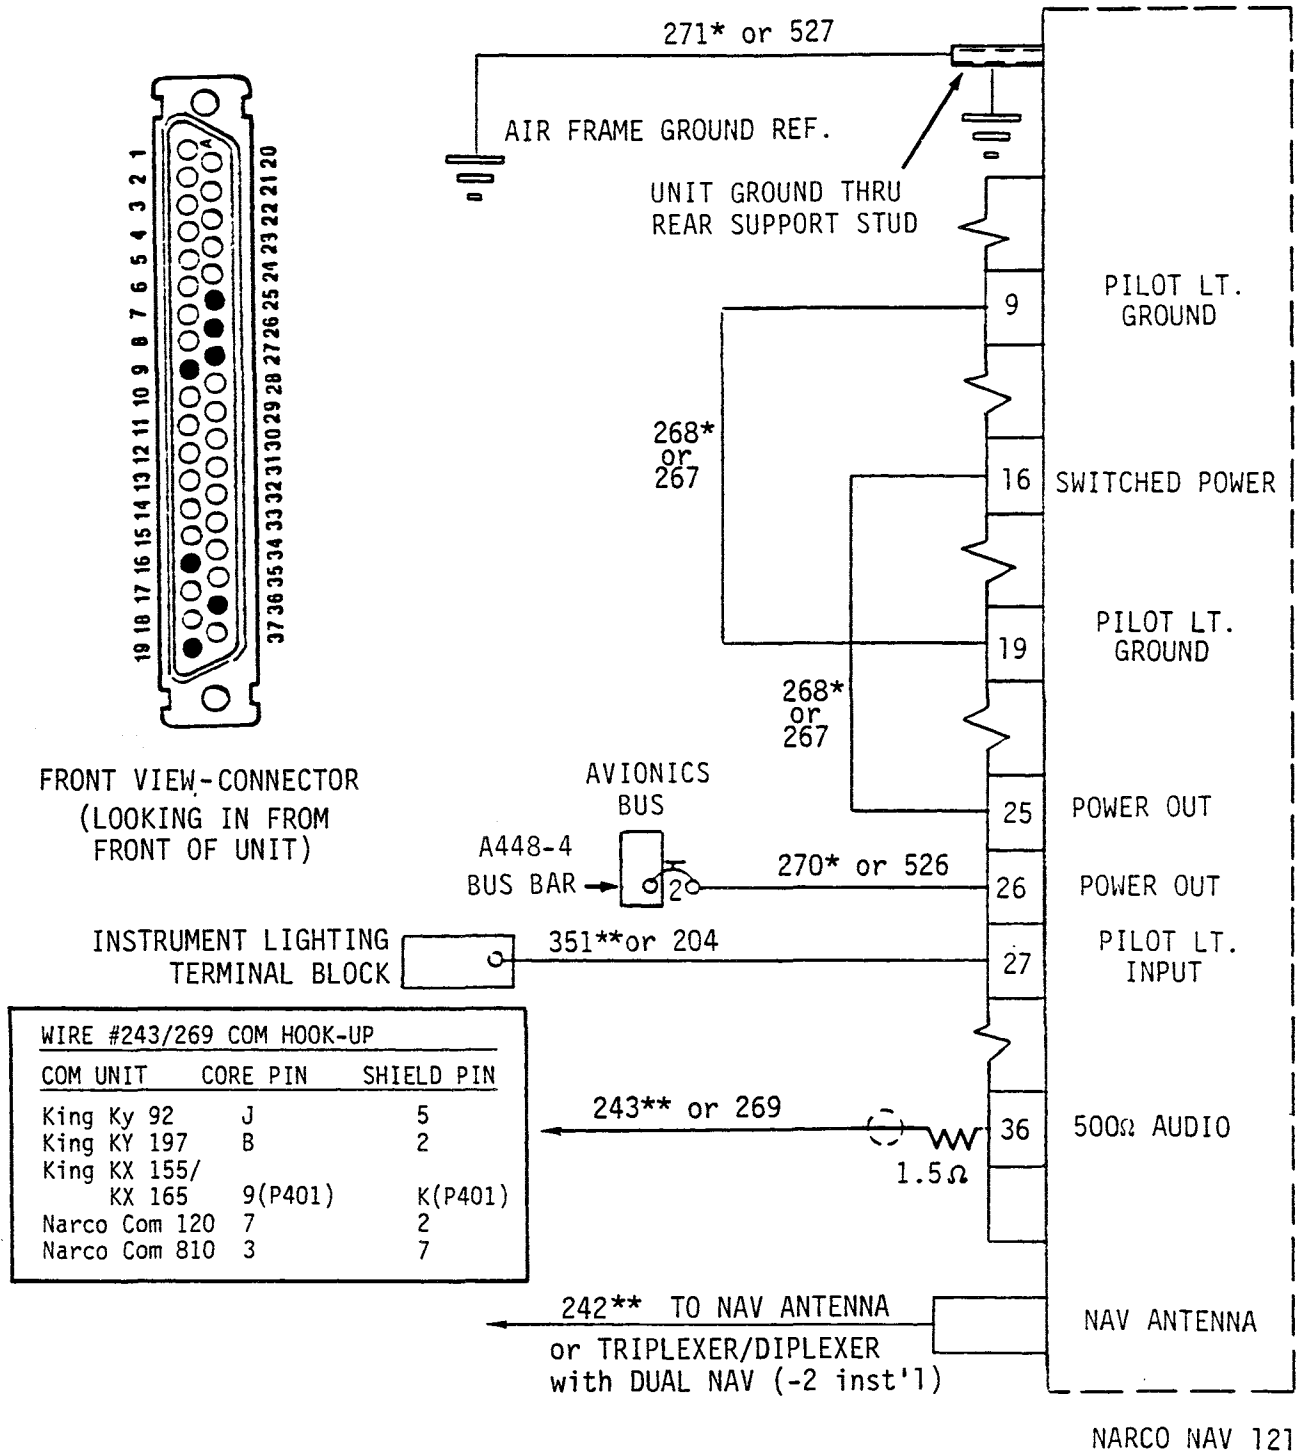 271* or 527
AIR FRAME GROUND REF.
UNIT GROUND THRU
REAR SUPPORT STUD
A
1
2
3
4
5
6
7
8
9
10
11
12
13
14
15
16
17
18
19
20
21
22
23
24
25
26
27
28
29
30
31
32
33
34
35
36
37
FRONT VIEW-CONNECTOR
(LOOKING IN FROM
FRONT OF UNIT)
9
PILOT LT.
GROUND
268*
or
267
16
SWITCHED POWER
19
PILOT LT.
GROUND
268*
or
267
25
POWER OUT
AVIONICS
BUS
A448-4
BUS BAR
2
270* or 526
26
POWER OUT
INSTRUMENT LIGHTING
TERMINAL BLOCK
351**or 204
27
PILOT LT.
INPUT
WIRE #243/269 COM HOOK-UP
COM UNIT CORE PIN SHIELD PIN
King Ky 92 J 5
King KY 197 B 2
King KX 155/
KX 165 9(P401) K(P401)
Narco Com 120 7 2
Narco Com 810 3 7
243** or 269
1.5Ω
36
500Ω AUDIO
242** TO NAV ANTENNA
or TRIPLEXER/DIPLEXER
with DUAL NAV (-2 inst'l)
NAV ANTENNA
NARCO NAV 121